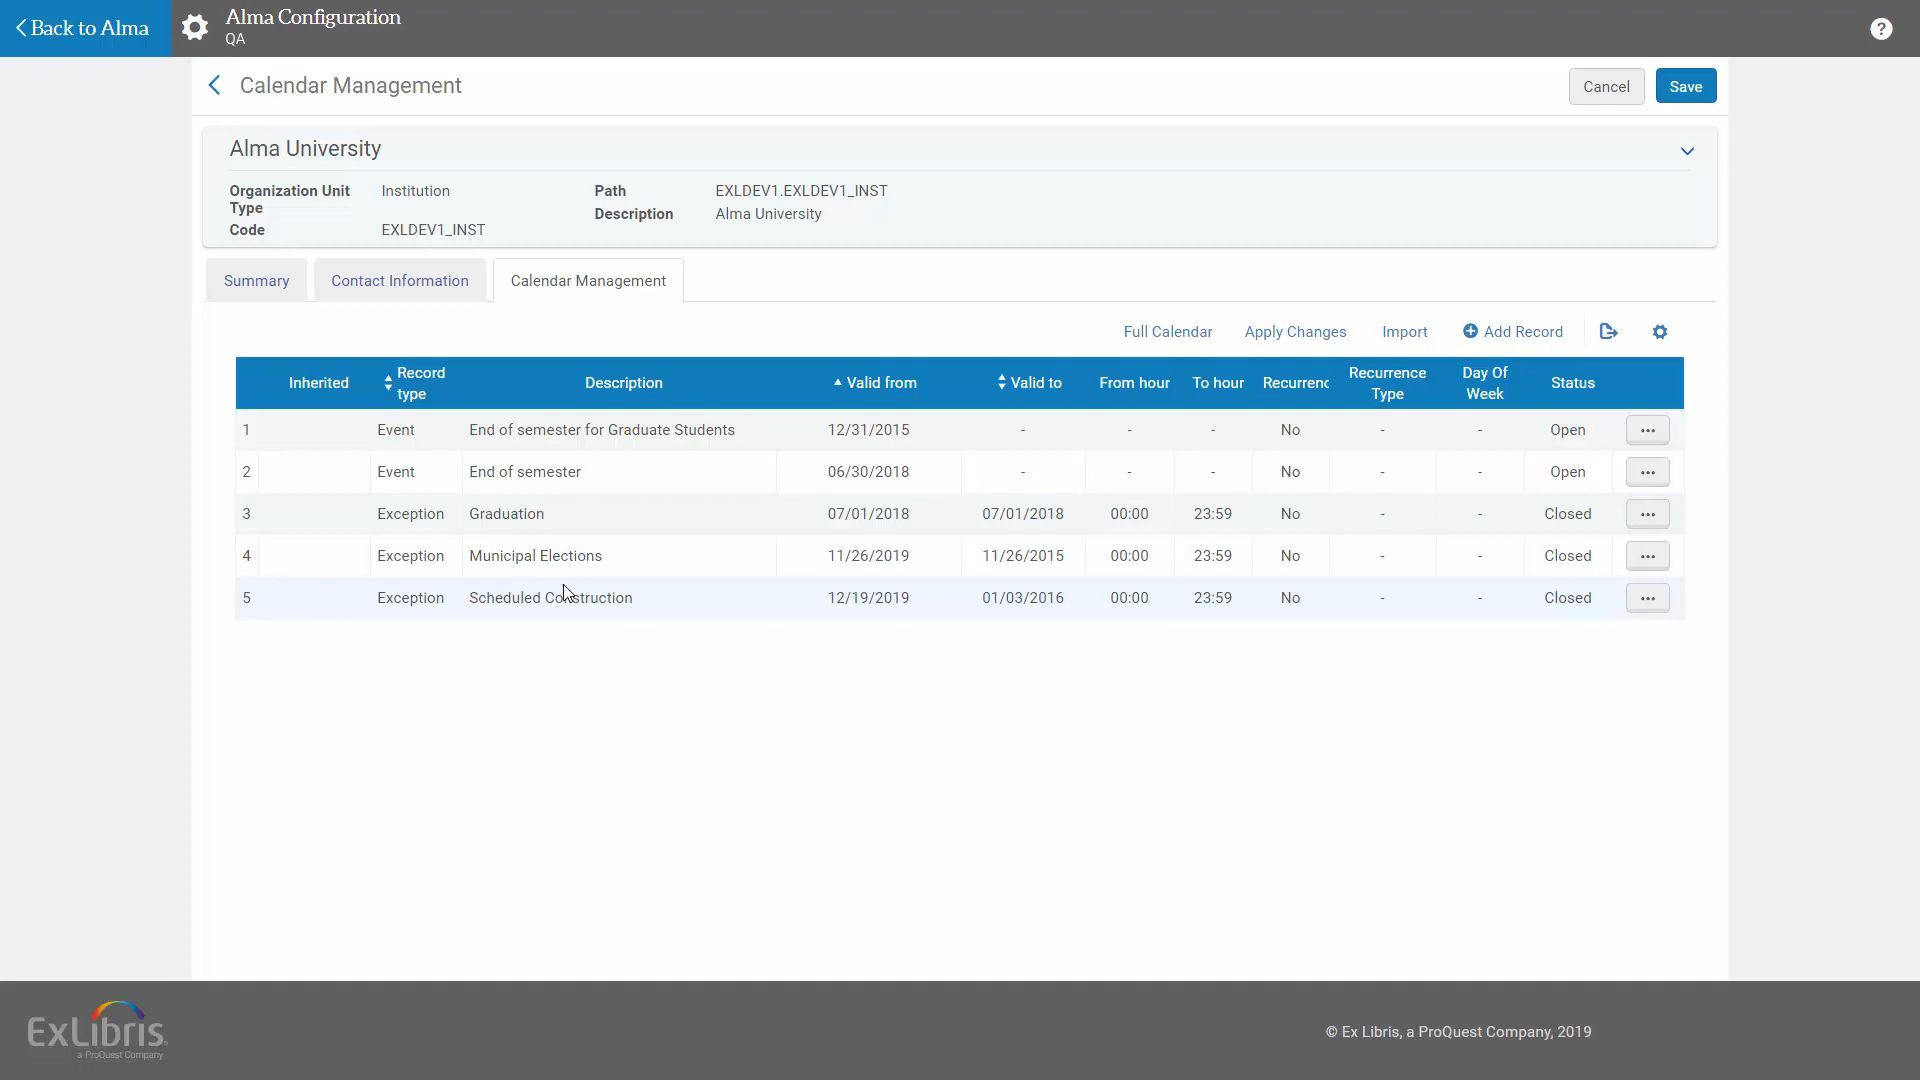 Back to Alma
Alma Configuration
QA
?
Calendar Management
Cancel
Save
Alma University
Organization Unit Type Institution
Code EXLDEV1_INST
Path EXLDEV1.EXLDEV1_INST
Description Alma University
Summary
Contact Information
Calendar Management
Full Calendar
Apply Changes
Import
Add Record
Inherited Record type Description Valid from Valid to From hour To hour Recurrenc Recurrence Type Day Of Week Status
1 Event End of semester for Graduate Students 12/31/2015 - - - No - - Open ...
2 Event End of semester 06/30/2018 - - - No - - Open ...
3 Exception Graduation 07/01/2018 07/01/2018 00:00 23:59 No - - Closed ...
4 Exception Municipal Elections 11/26/2019 11/26/2015 00:00 23:59 No - - Closed ...
5 Exception Scheduled Construction 12/19/2019 01/03/2016 00:00 23:59 No - - Closed ...
ExLibris
a ProQuest Company
© Ex Libris, a ProQuest Company, 2019